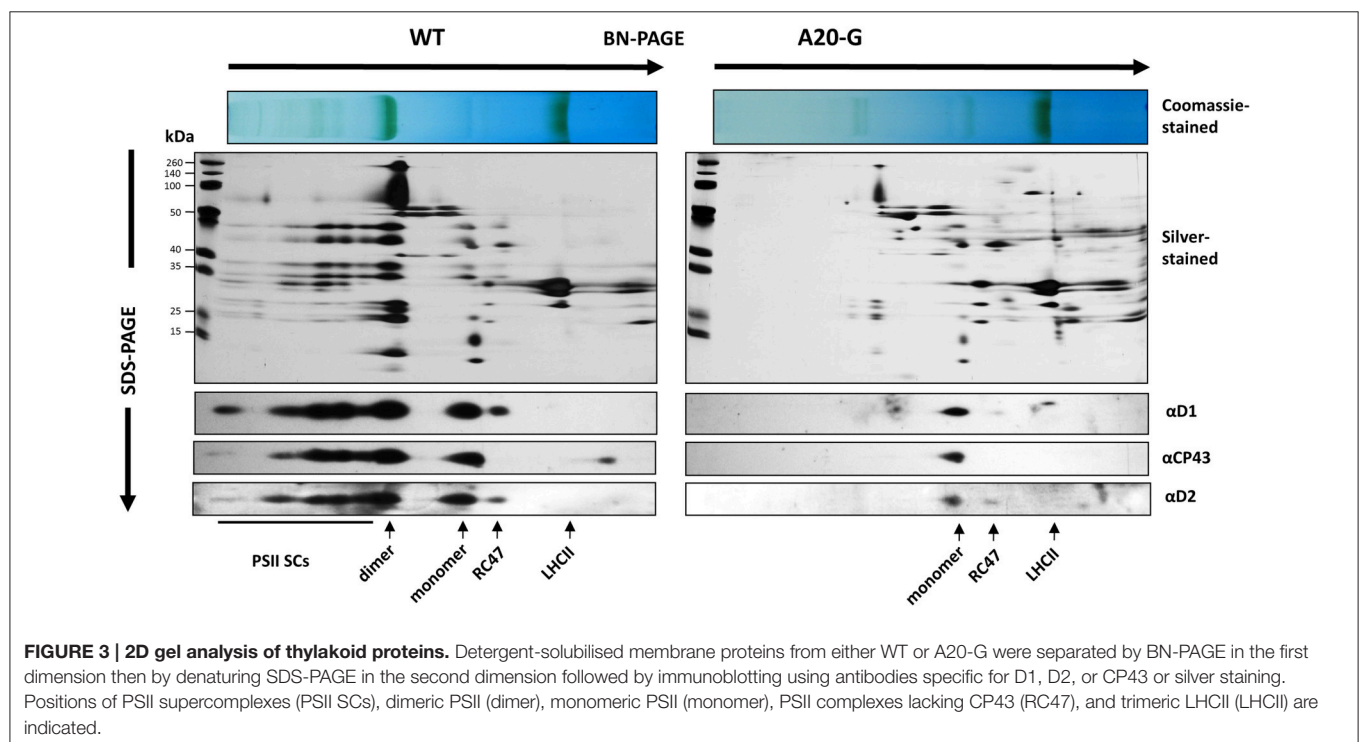 WT
BN-PAGE
A20-G
Coomassie-
stained
kDa
260
140
100
50
40
35
25
15
Silver-
stained
SDS-PAGE
αD1
αCP43
αD2
PSII SCs
dimer
monomer
RC47
LHCII
monomer
RC47
LHCII
FIGURE 3 | 2D gel analysis of thylakoid proteins. Detergent-solubilised membrane proteins from either WT or A20-G were separated by BN-PAGE in the first
dimension then by denaturing SDS-PAGE in the second dimension followed by immunoblotting using antibodies specific for D1, D2, or CP43 or silver staining.
Positions of PSII supercomplexes (PSII SCs), dimeric PSII (dimer), monomeric PSII (monomer), PSII complexes lacking CP43 (RC47), and trimeric LHCII (LHCII) are
indicated.